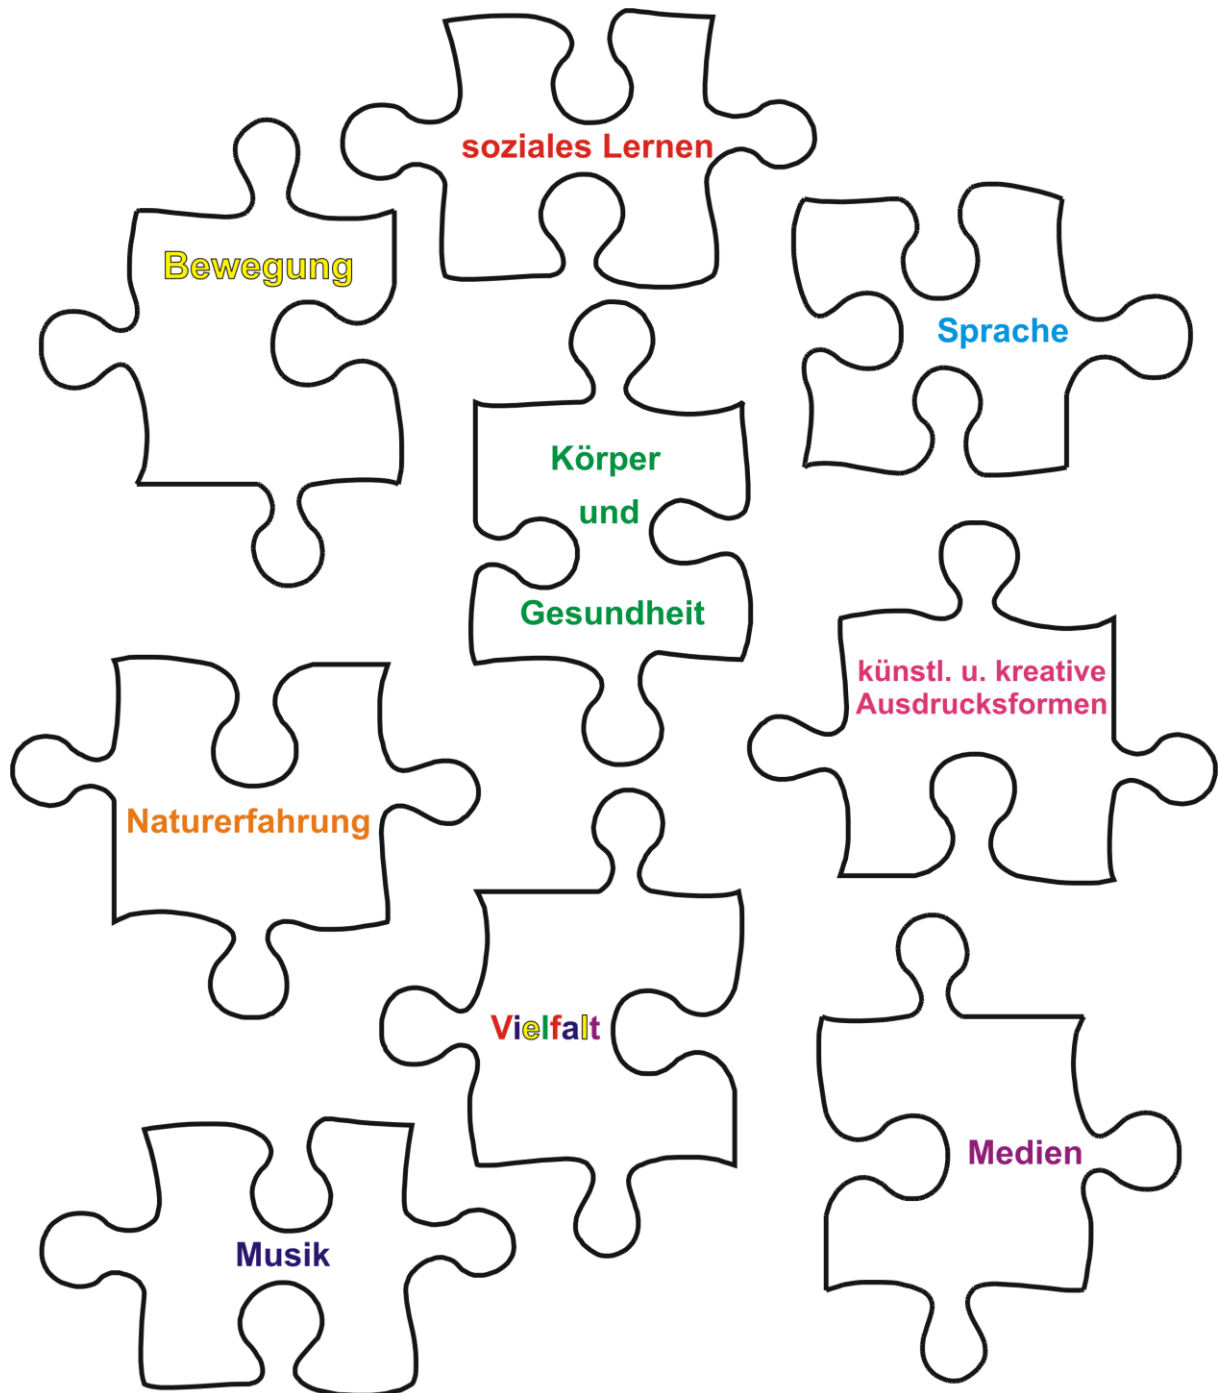 soziales Lernen
Bewegung
Sprache
Körper
und
Gesundheit
künstl. u. kreative
Ausdrucksformen
Naturerfahrung
Vielfalt
Medien
Musik